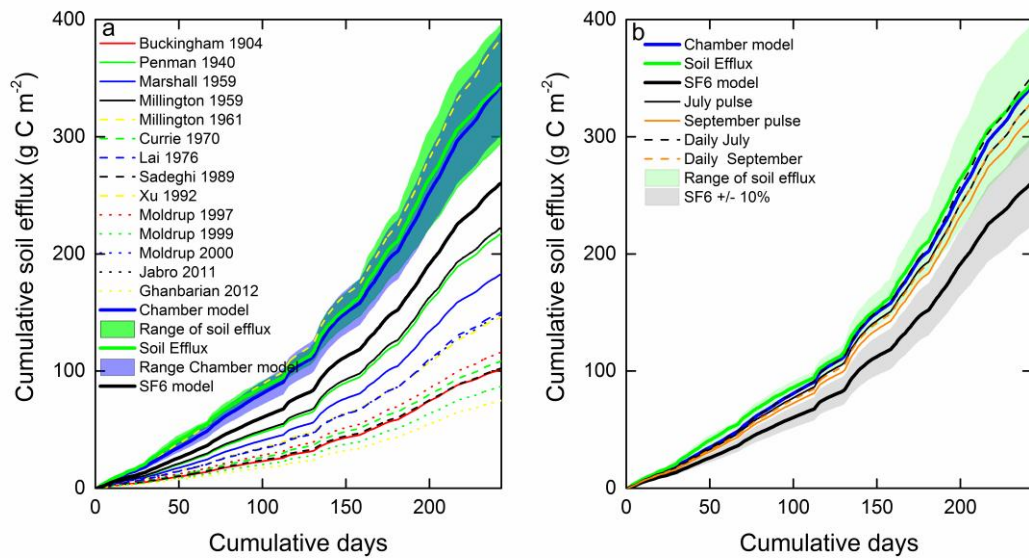 a
Buckingham 1904
Penman 1940
Marshall 1959
Millington 1959
Millington 1961
Currie 1970
Lai 1976
Sadeghi 1989
Xu 1992
Moldrup 1997
Moldrup 1999
Moldrup 2000
Jabro 2011
Ghanbarian 2012
Chamber model
Range of soil efflux
Soil Efflux
Range Chamber model
SF6 model
400
300
200
100
0
Cumulative soil efflux (g C m-2)
0 50 100 150 200
Cumulative days
b
Chamber model
Soil Efflux
SF6 model
July pulse
September pulse
Daily July
Daily September
Range of soil efflux
SF6 +/- 10%
400
300
200
100
0
Cumulative soil efflux (g C m-2)
0 50 100 150 200
Cumulative days